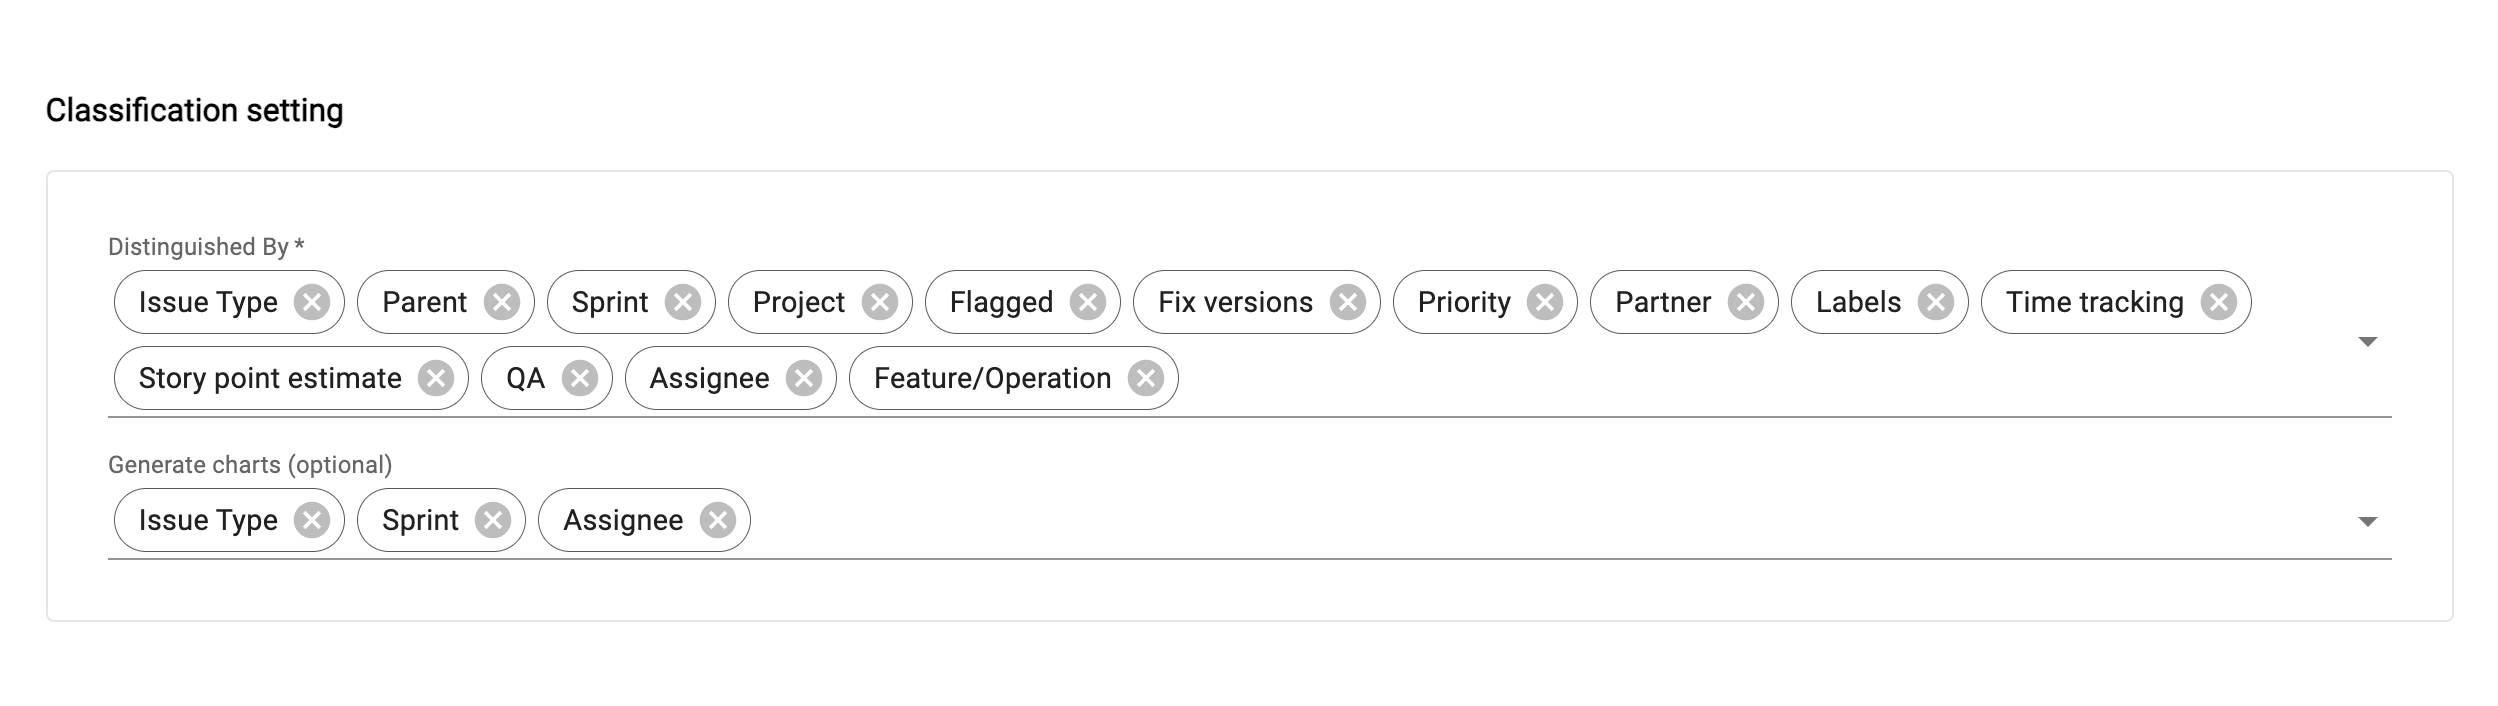 Classification setting
Distinguished By *
Issue Type Parent Sprint Project Flagged Fix versions Priority Partner Labels Time tracking
Story point estimate QA Assignee Feature/Operation
Generate charts (optional)
Issue Type Sprint Assignee